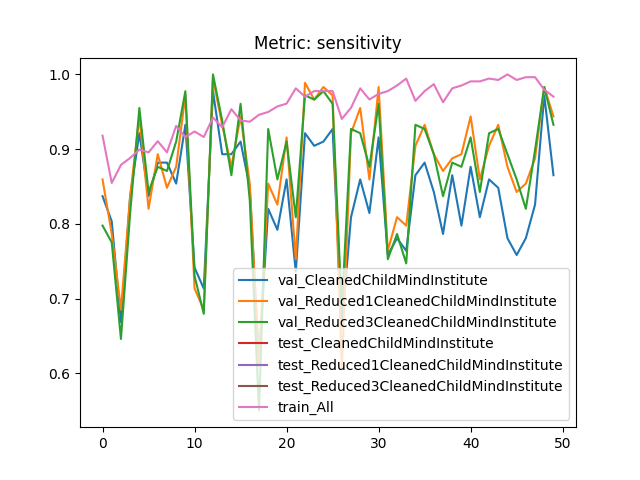 Metric: sensitivity
1.0
0.9
0.8
0.7
0.6
0
10
20
30
40
50
val_CleanedChildMindInstitute
val_Reduced1CleanedChildMindInstitute
val_Reduced3CleanedChildMindInstitute
test_CleanedChildMindInstitute
test_Reduced1CleanedChildMindInstitute
test_Reduced3CleanedChildMindInstitute
train_All